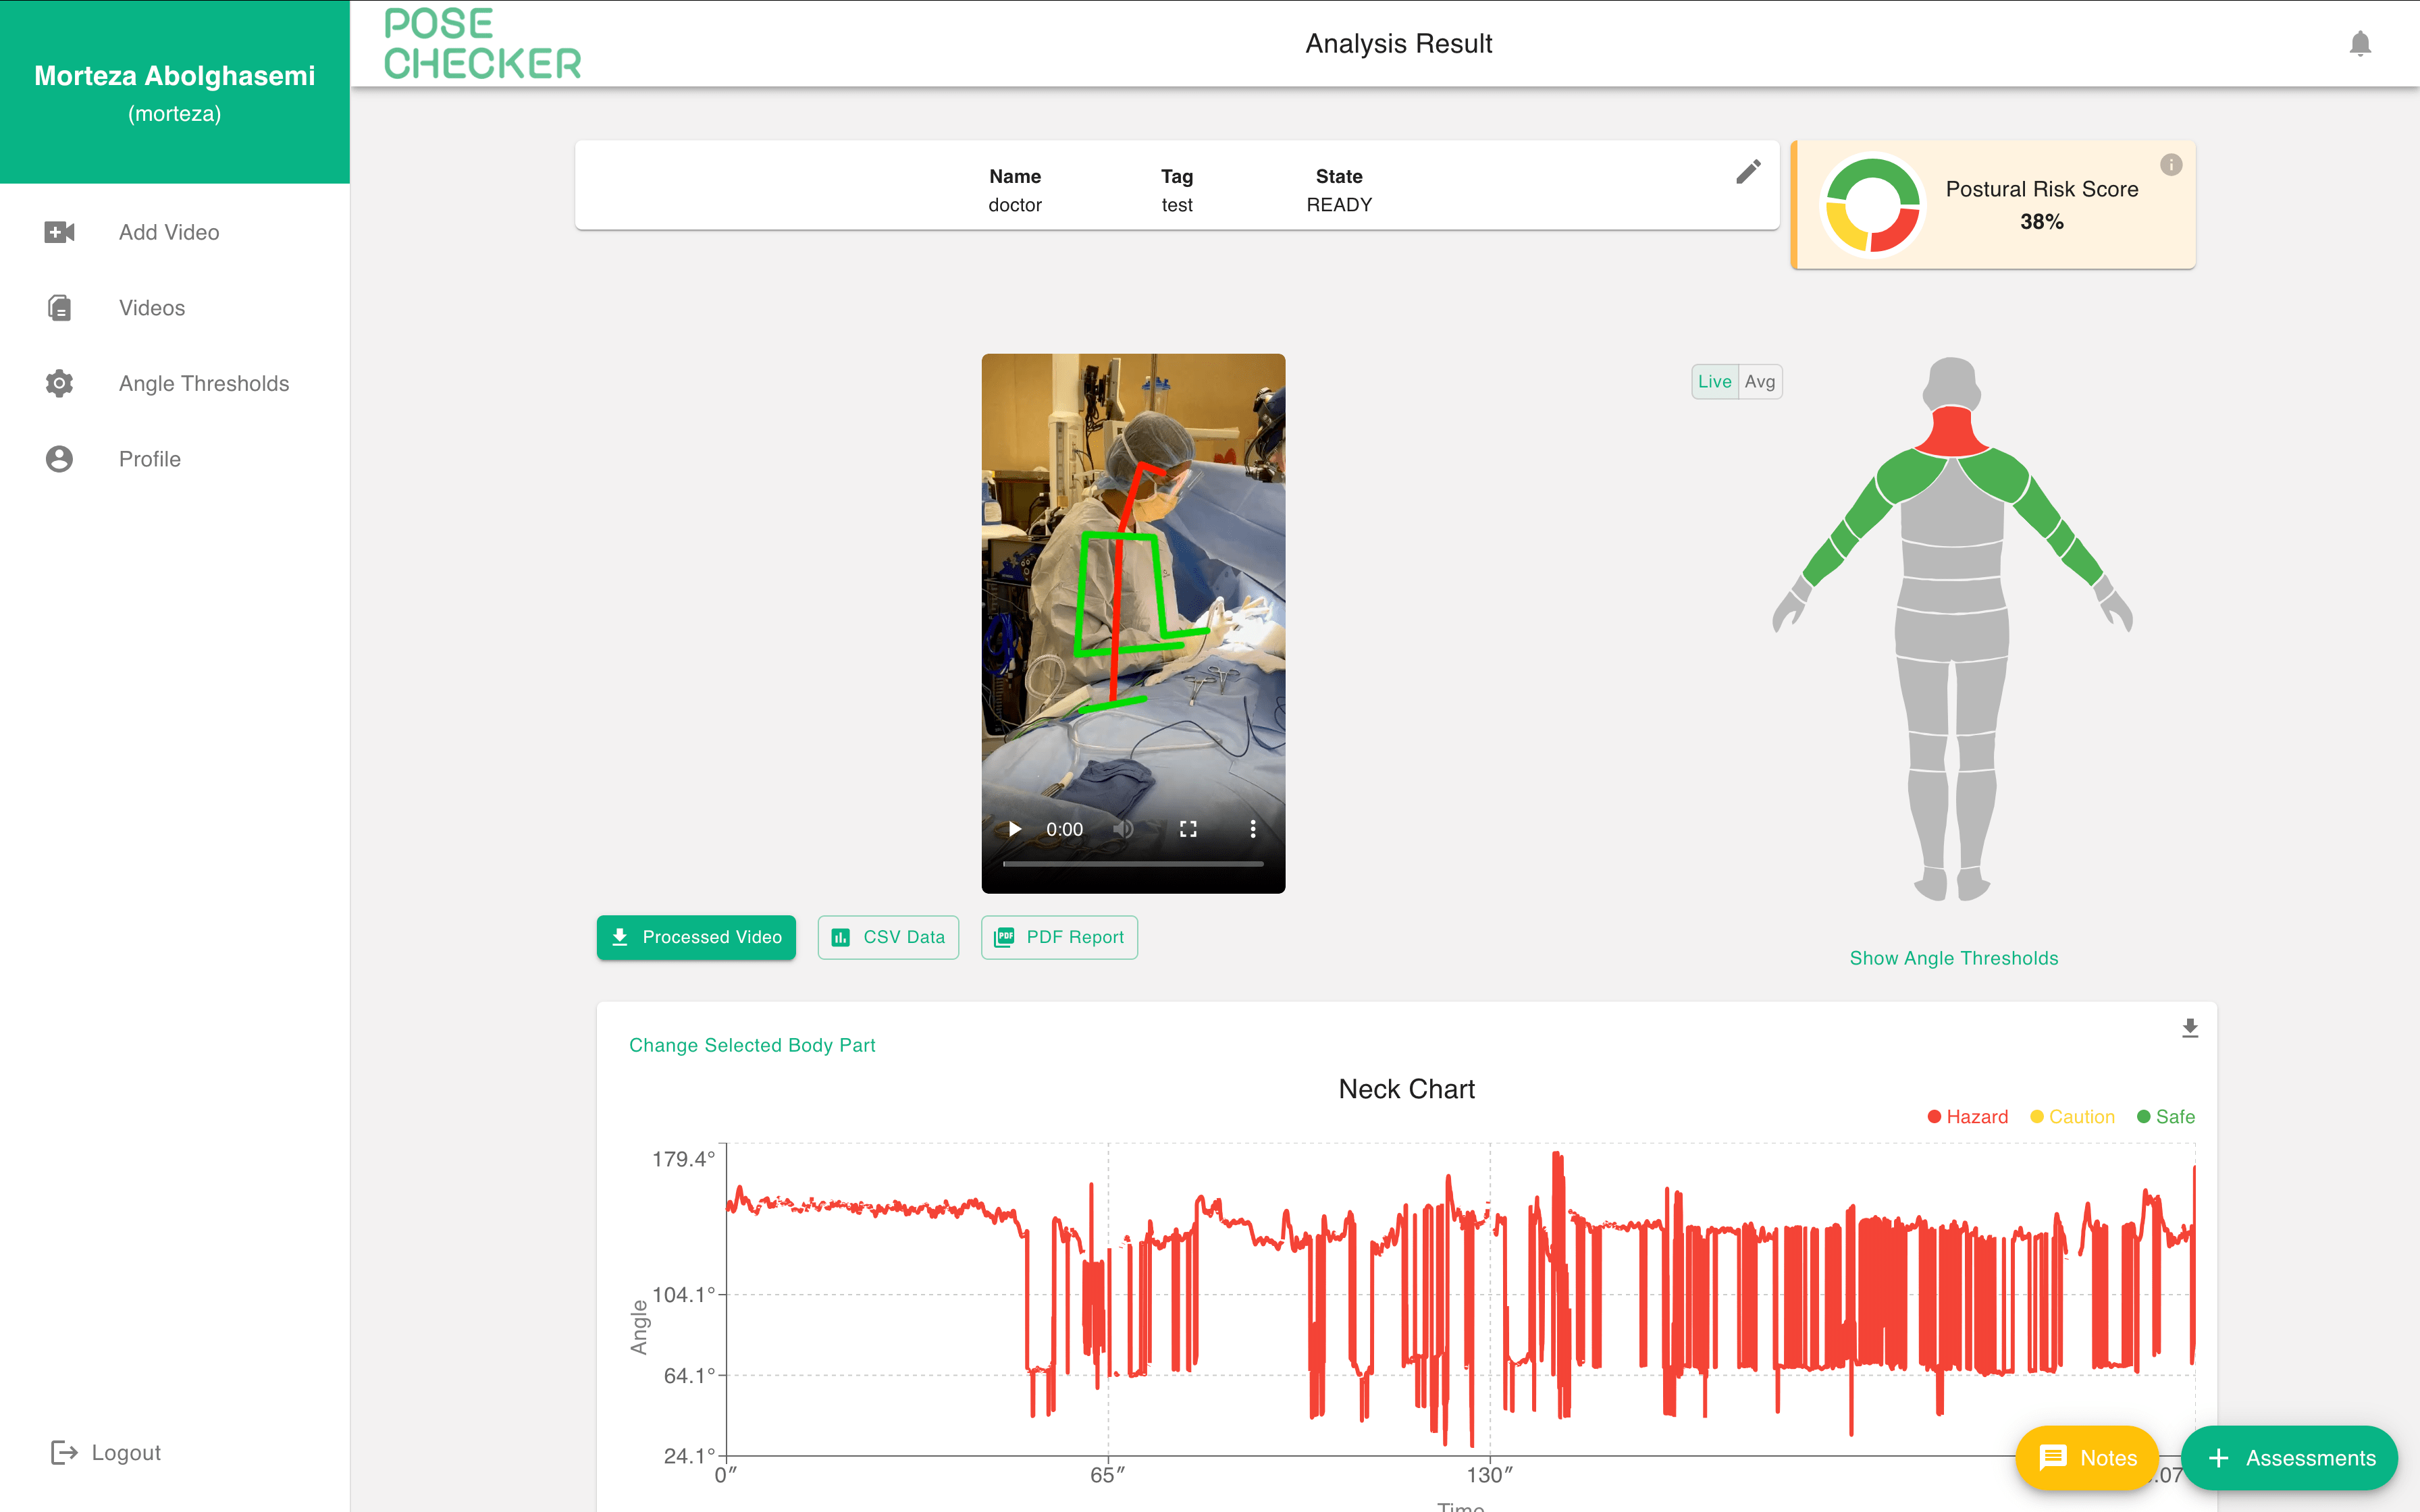 Morteza Abolghasemi
(morteza)
Add Video
Videos
Angle Thresholds
Profile
Logout
POSE
CHECKER
Analysis Result
Name
Tag
State
doctor
test
READY
Postural Risk Score
38%
Live
Avg
0:00
Processed Video
CSV Data
PDF
PDF Report
Show Angle Thresholds
Change Selected Body Part
Neck Chart
Hazard
Caution
Safe
179.4°
104.1°
64.1°
24.1°
Angle
0″
65″
130″
.07
Time
Notes
Assessments